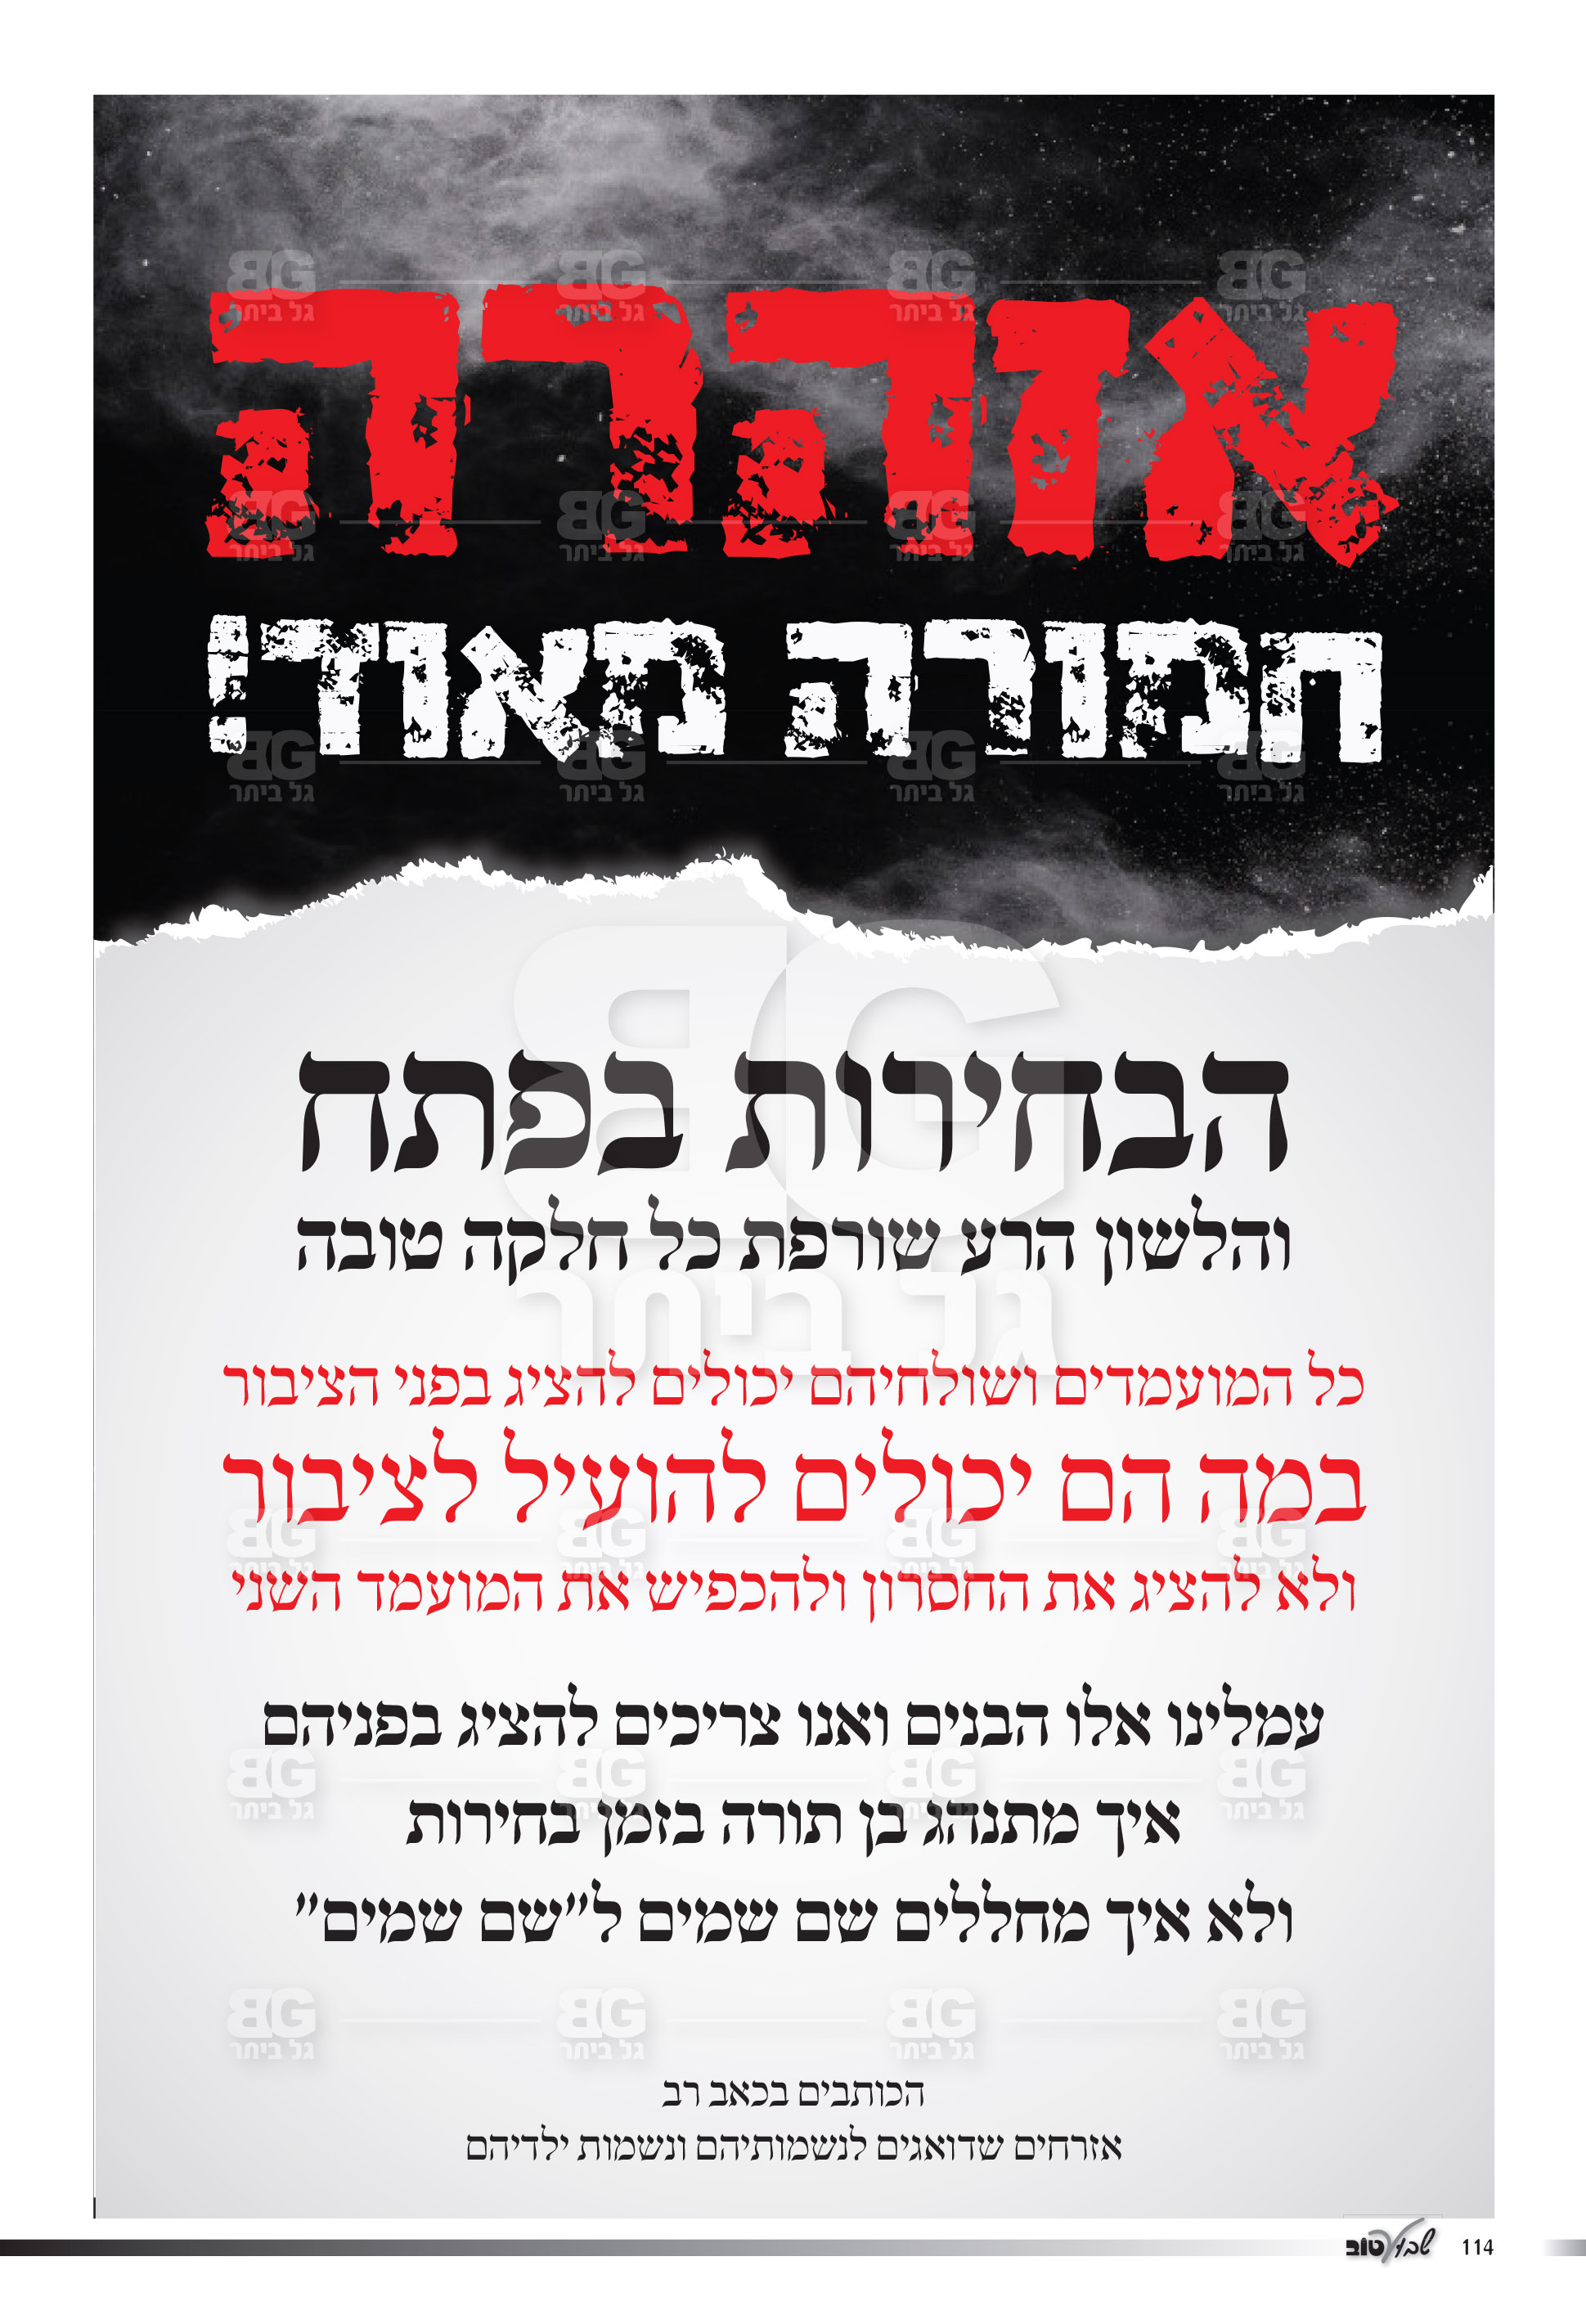 אזהרה
חמורה מאוד!
הבחירות בפתח
והלשון הרע שורפת כל חלקה טובה
כל המועמדים ושולחיהם יכולים להציג בפני הציבור
במה הם יכולים להועיל לציבור
ולא להציג את החסרון ולהכפיש את המועמד השני
עמלינו אלו הבנים ואנו צריכים להציג בפניהם
איך מתנהג בן תורה בזמן בחירות
ולא איך מחללים שם שמים ל"שם שמים"
הכותבים בכאב רב
אזרחים שדואגים לנשמותיהם ונשמות ילדיהם
שבוע טוב 114
BG
גל ביתר